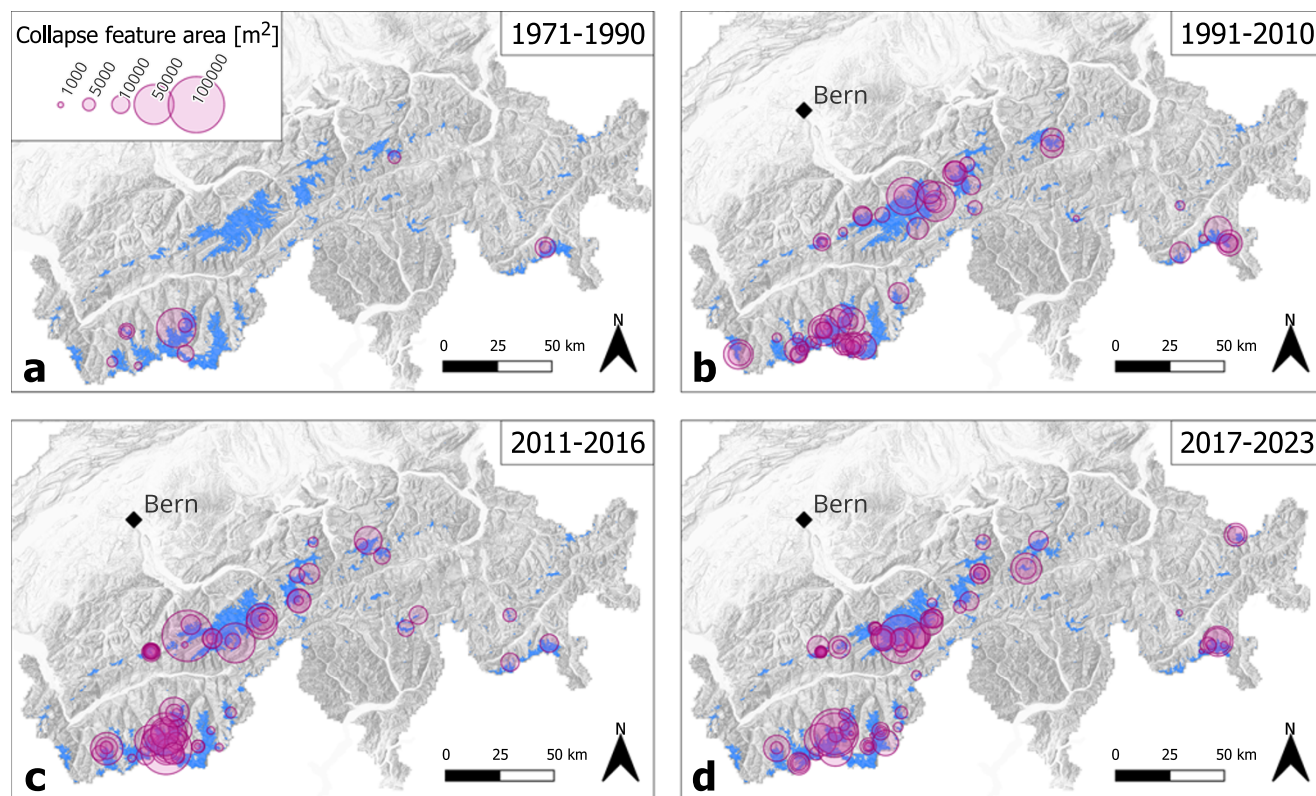 Collapse feature area [m²]
1000
5000
10000
50000
100000
1971-1990
N
0 25 50 km
a
1991-2010
Bern
N
0 25 50 km
b
2011-2016
Bern
N
0 25 50 km
c
2017-2023
Bern
N
0 25 50 km
d